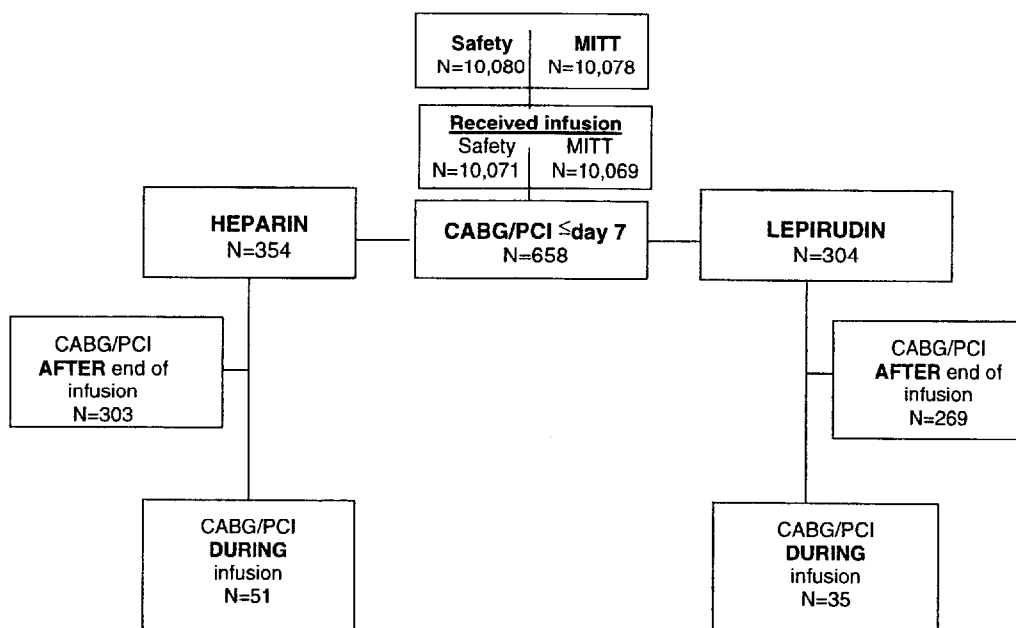 Safety MITT
N=10,080 N=10,078
Received infusion
Safety MITT
N=10,071 N=10,069
HEPARIN
N=354
CABG/PCI ≤day 7
N=658
LEPIRUDIN
N=304
CABG/PCI
AFTER end of
infusion
N=303
CABG/PCI
AFTER end of
infusion
N=269
CABG/PCI
DURING
infusion
N=51
CABG/PCI
DURING
infusion
N=35